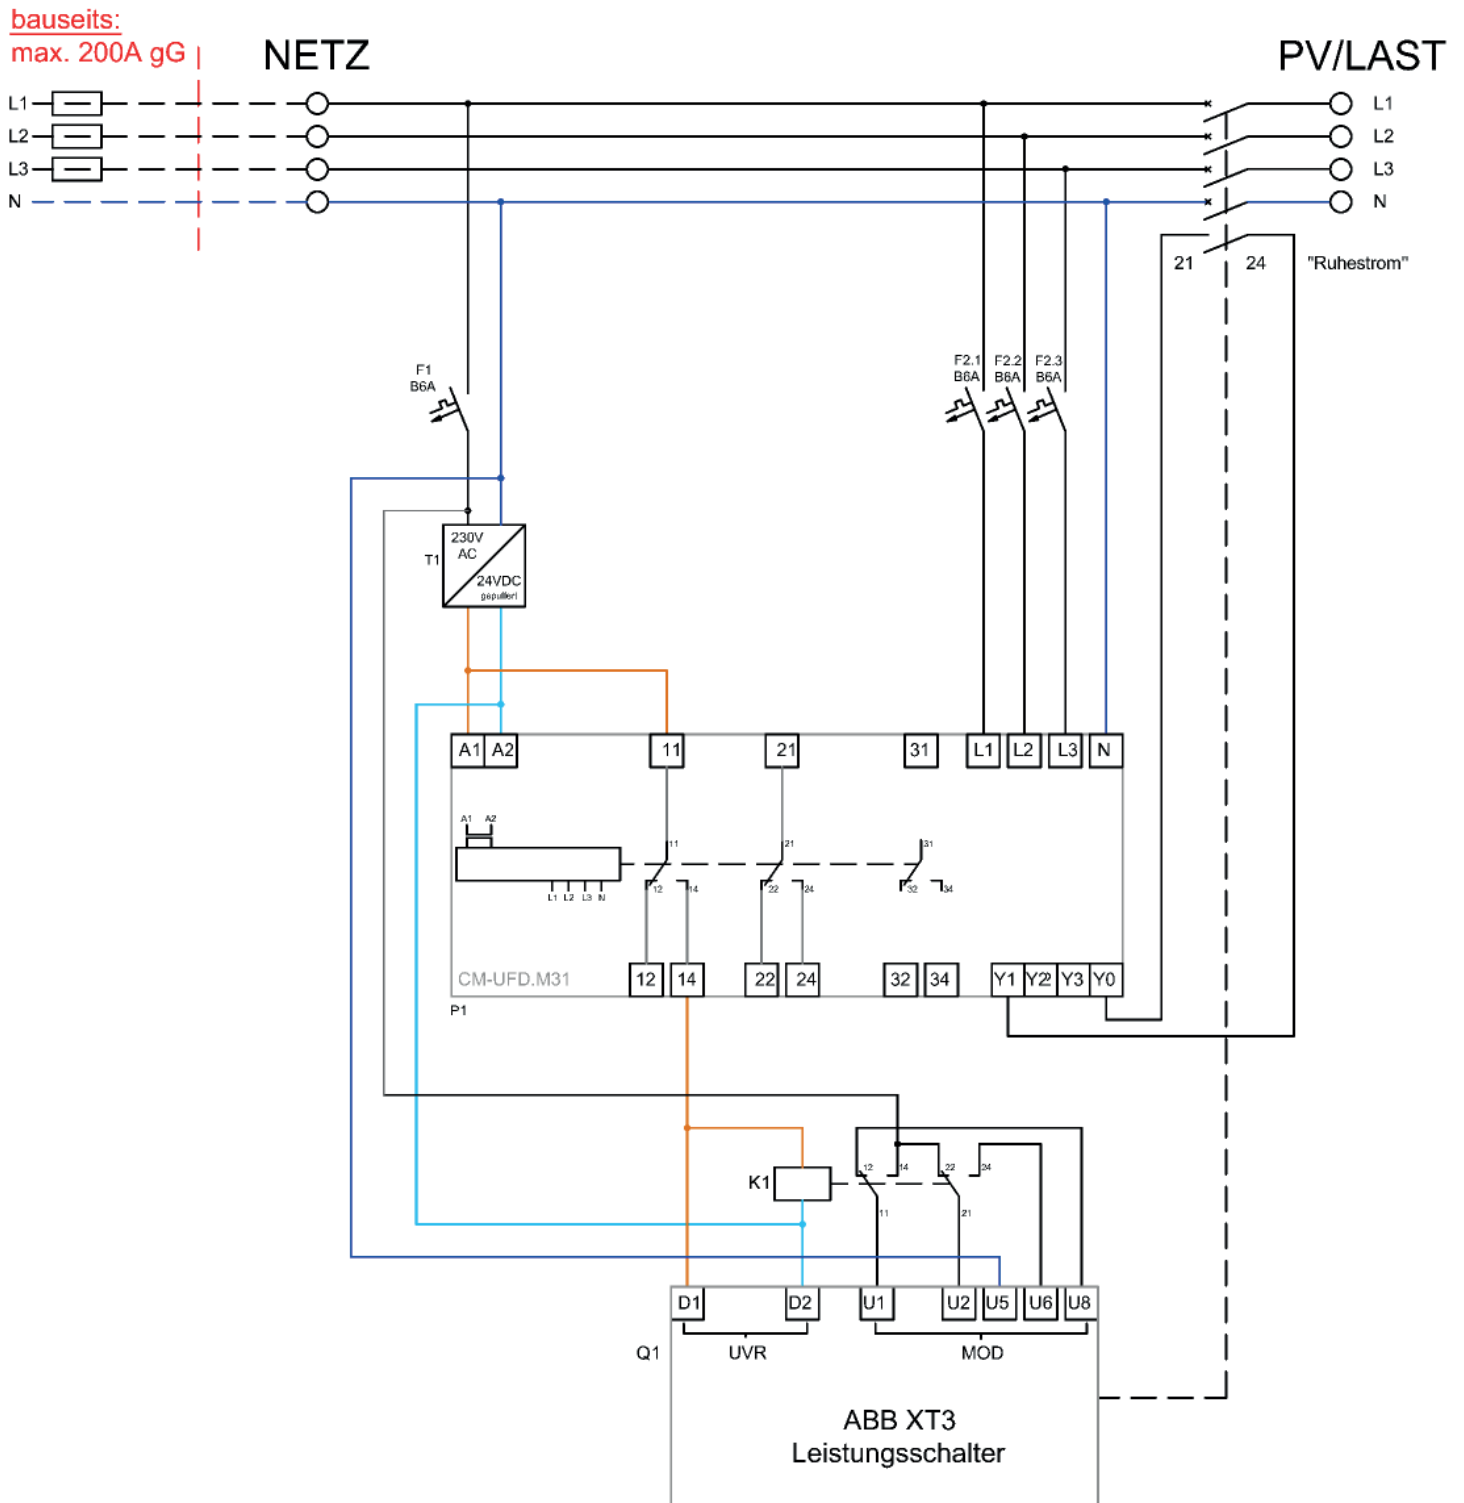 bauseits:
max. 200A gG
NETZ
PV/LAST
L1
L1
L2
L2
L3
L3
N
N
21
24
"Ruhestrom"
F1
B6A
F2.1
F2.2
F2.3
B6A
B6A
B6A
T1
230V
AC
24VDC
gepuffert
A1
A2
11
21
31
L1
L2
L3
N
A1
A2
11
21
31
12
14
22
24
32
34
L1
L2
L3
N
CM-UFD.M31
12
14
22
24
32
34
Y1
Y2
Y3
Y0
P1
K1
12
14
22
24
11
21
D1
D2
U1
U2
U5
U6
U8
Q1
UVR
MOD
ABB XT3
Leistungsschalter